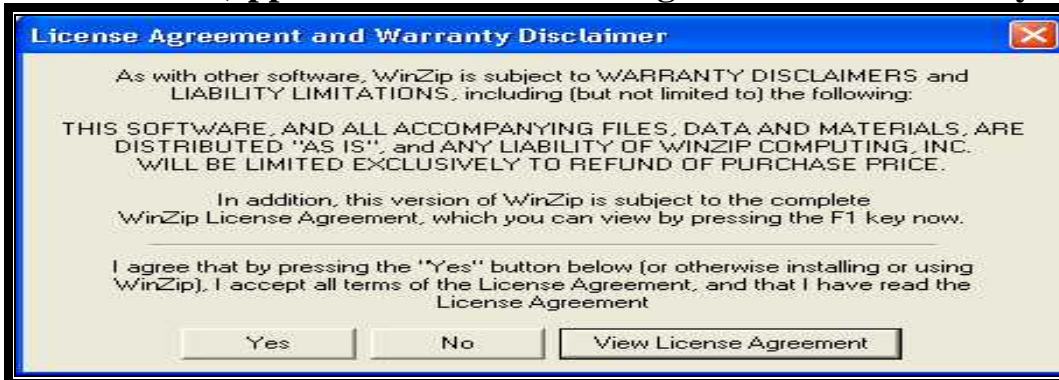 License Agreement and Warranty Disclaimer
As with other software, WinZip is subject to WARRANTY DISCLAIMERS and
LIABILITY LIMITATIONS, including (but not limited to) the following:
THIS SOFTWARE, AND ALL ACCOMPANYING FILES, DATA AND MATERIALS, ARE
DISTRIBUTED "AS IS", and ANY LIABILITY OF WINZIP COMPUTING, INC.
WILL BE LIMITED EXCLUSIVELY TO REFUND OF PURCHASE PRICE.
In addition, this version of WinZip is subject to the complete
WinZip License Agreement, which you can view by pressing the F1 key now.
I agree that by pressing the "Yes" button below (or otherwise installing or using
WinZip), I accept all terms of the License Agreement, and that I have read the
License Agreement
Yes No View License Agreement